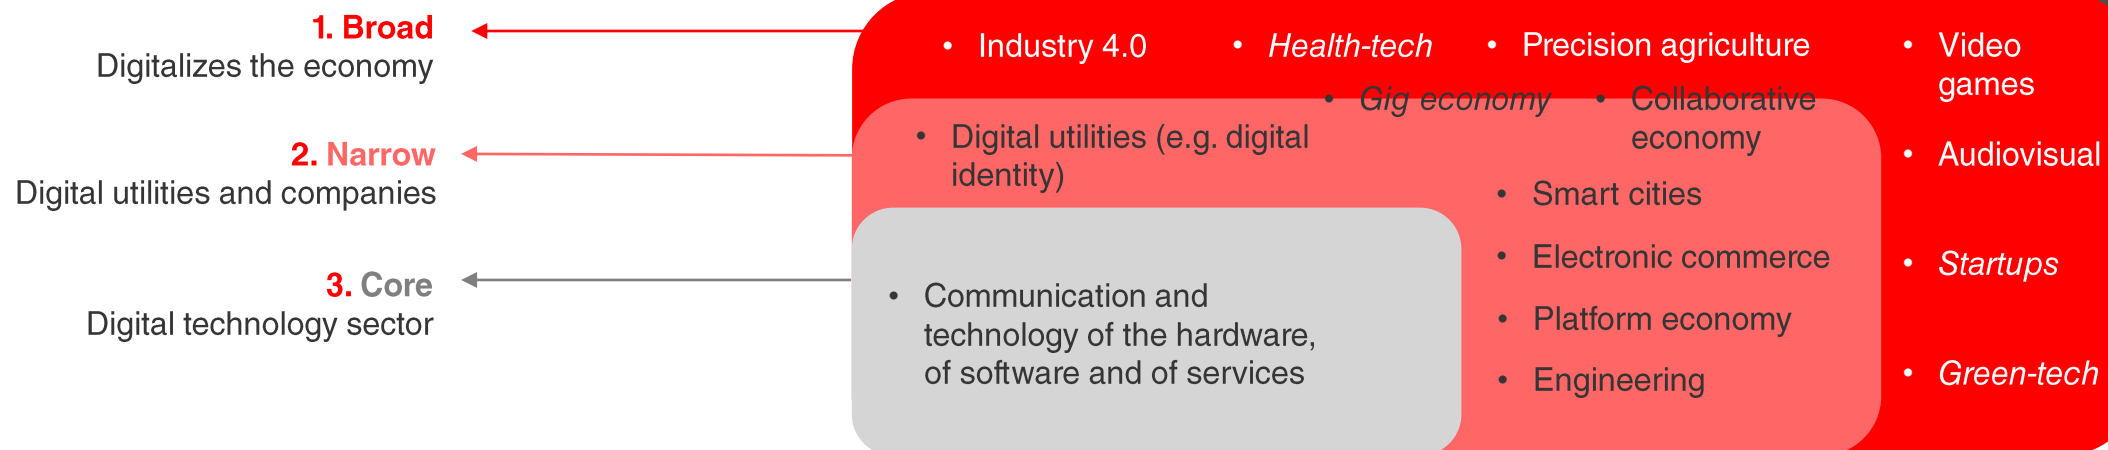 1. Broad
Digitalizes the economy
2. Narrow
Digital utilities and companies
3. Core
Digital technology sector
• Industry 4.0
• Health-tech
• Precision agriculture
• Video
games
• Gig economy
• Collaborative
economy
• Digital utilities (e.g. digital
identity)
• Audiovisual
• Smart cities
• Electronic commerce
• Startups
• Platform economy
• Engineering
• Green-tech
• Communication and
technology of the hardware,
of software and of services